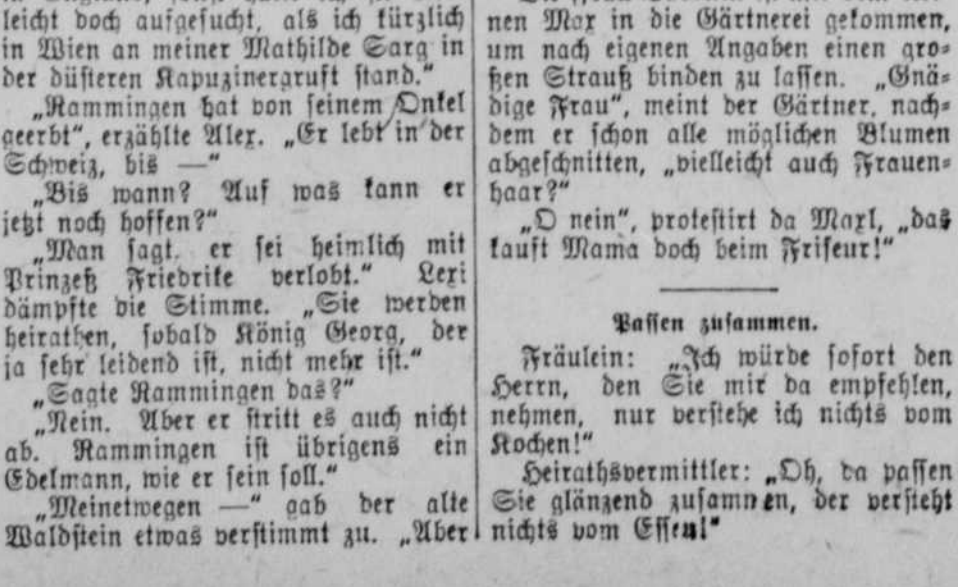 leicht doch aufgesucht, als ich kürzlich
in Wien an meiner Mathilde Sarg in
der düsteren Kapuzinergruft stand.“
„Rammingen hat von seinem Onkel
geerbt“, erzählte Alex. „Er lebt in der
Schweiz, bis —“
„Bis wann? Auf was kann er
jetzt noch hoffen?“
„Man sagt, er sei heimlich mit
Prinzeß Friedrike verlobt.“ Lexi
dämpfte die Stimme. „Sie werden
heirathen, sobald König Georg, der
ja sehr leidend ist, nicht mehr ist.“
„Sagte Rammingen das?“
„Nein. Aber er stritt es auch nicht
ab. Rammingen ist übrigens ein
Edelmann, wie er sein soll.“
„Meinetwegen —“ gab der alte
Waldstein etwas verstimmt zu. „Aber
nen Max in die Gärtnerei gekommen,
um nach eigenen Angaben einen gro-
ßen Strauß binden zu lassen. „Gnä-
dige Frau“, meint der Gärtner, nach-
dem er schon alle möglichen Blumen
abgeschnitten, „vielleicht auch Frauen-
haar?“
„O nein“, protestirt da Maxl, „das
kauft Mama doch beim Friseur!“
Passen zusammen.
Fräulein: „Ich würde sofort den
Herrn, den Sie mir da empfehlen,
nehmen, nur verstehe ich nichts vom
Kochen!“
Heirathsvermittler: „Oh, da passen
Sie glänzend zusammen, der versteht
nichts vom Essen!“